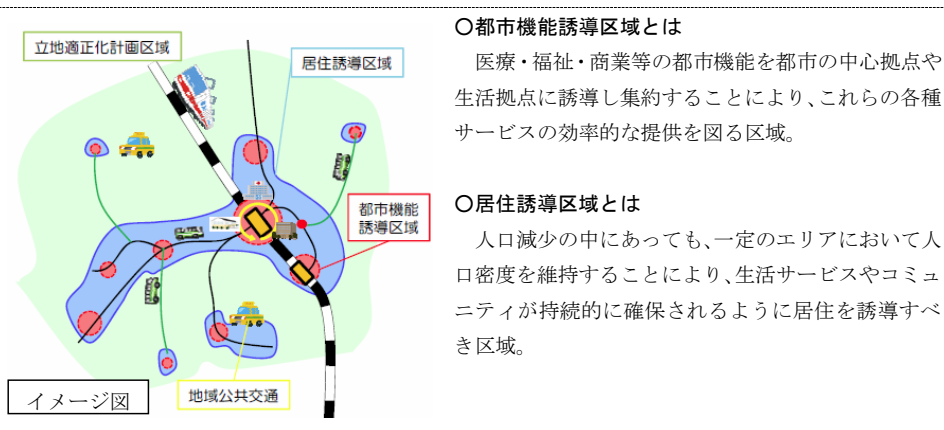 立地適正化計画区域
居住誘導区域
都市機能
誘導区域
地域公共交通
イメージ図
〇都市機能誘導区域とは
医療・福祉・商業等の都市機能を都市の中心拠点や
生活拠点に誘導し集約することにより、これらの各種
サービスの効率的な提供を図る区域。
〇居住誘導区域とは
人口減少の中にあっても、一定のエリアにおいて人
口密度を維持することにより、生活サービスやコミュ
ニティが持続的に確保されるように居住を誘導すべ
き区域。